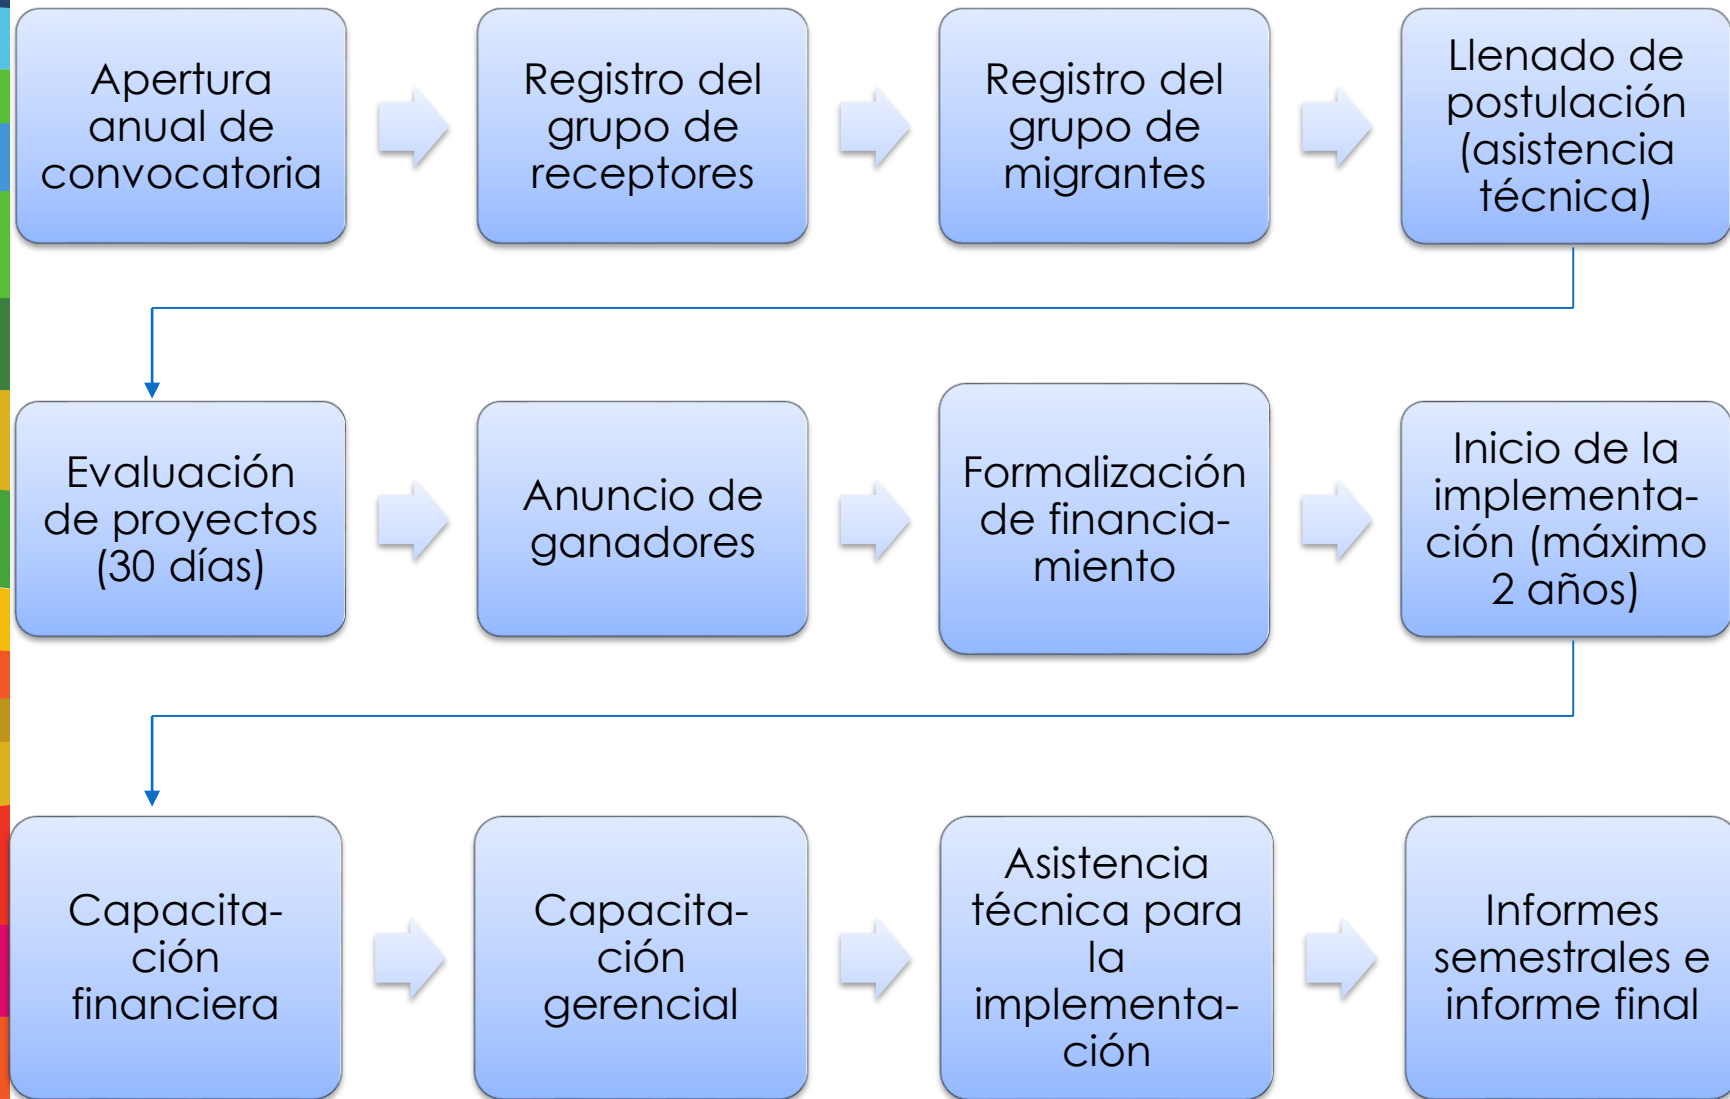 Apertura
anual de
convocatoria
Registro del
grupo de
receptores
Registro del
grupo de
migrantes
Llenado de
postulación
(asistencia
técnica)
Evaluación
de proyectos
(30 días)
Anuncio de
ganadores
Formalización
de financia-
miento
Inicio de la
implementa-
ción (máximo
2 años)
Capacita-
ción
financiera
Capacita-
ción
gerencial
Asistencia
técnica para
la
implementa-
ción
Informes
semestrales e
informe final